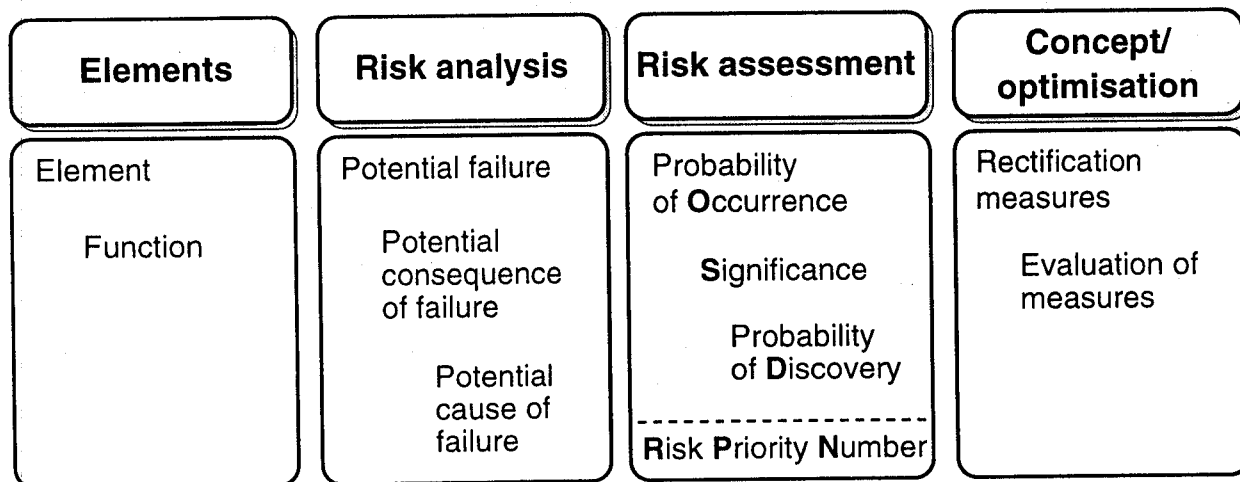 Elements
Element
Function
Risk analysis
Potential failure
Potential
consequence
of failure
Potential
cause of
failure
Risk assessment
Probability
of Occurrence
Significance
Probability
of Discovery
Risk Priority Number
Concept/
optimisation
Rectification
measures
Evaluation of
measures